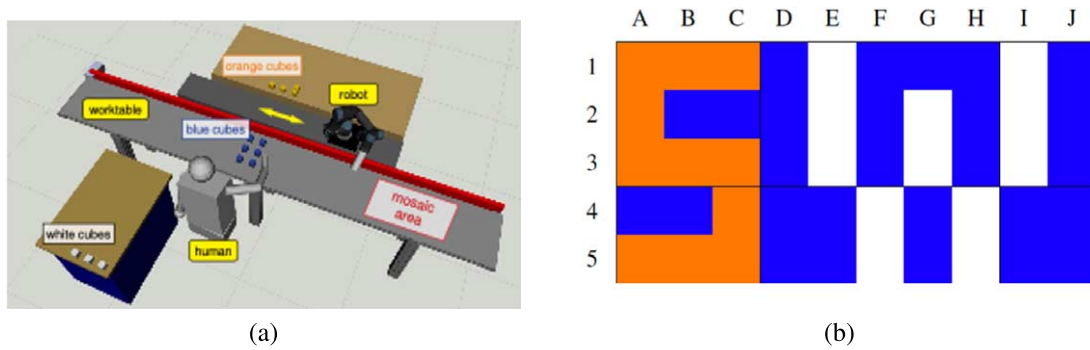 orange cubes
robot
worktable
blue cubes
mosaic
area
white cubes
human
(a)
A B C D E F G H I J
1
2
3
4
5
(b)